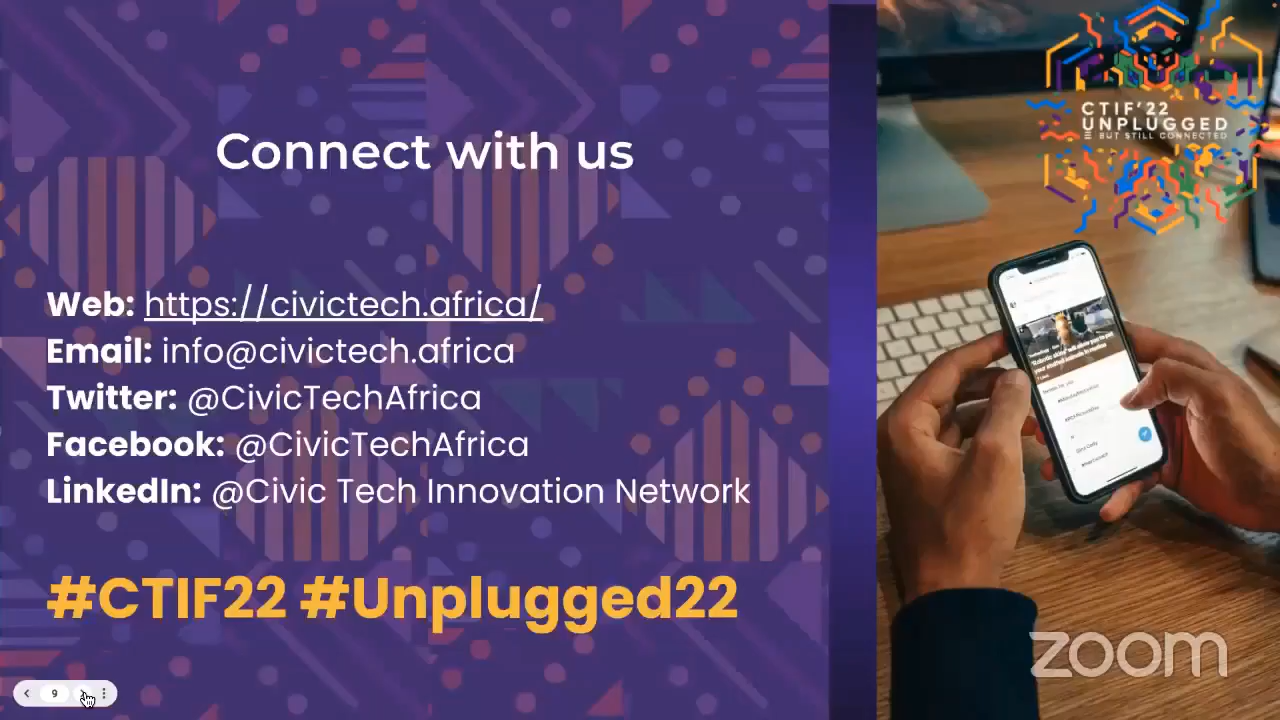 Connect with us
Web: https://civictech.africa/
Email: info@civictech.africa
Twitter: @CivicTechAfrica
Facebook: @CivicTechAfrica
LinkedIn: @Civic Tech Innovation Network
#CTIF22 #Unplugged22
9
CTIF'22
UNPLUGGED
BUT STILL CONNECTED
zoom